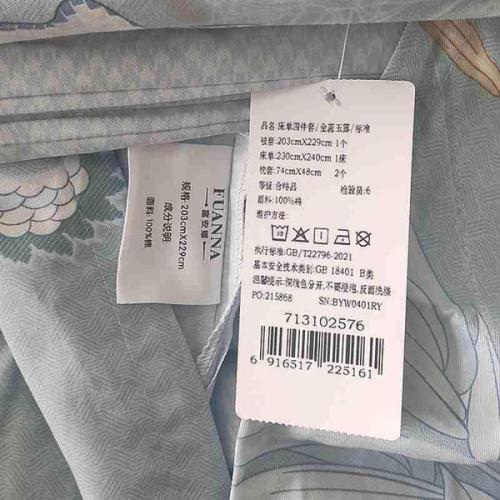 品名:床单四件套/金蕊玉露/标准
被套:203cmX229cm 1个
床单:230cmX240cm 1床
枕套:74cmX48cm 2个
等级:合格品 检验员:6
面料:100%棉
维护方法:
执行标准:GB/T22796-2021
基本安全技术类别:GB 18401 B类
温馨提示:深浅色分开,不要浸泡,反面洗涤
PO:215868 SN:BYW0401RY
713102576
6 916517 225161
FUANNA
富安娜
规格:203cmX229cm
成分说明
面料:100%棉